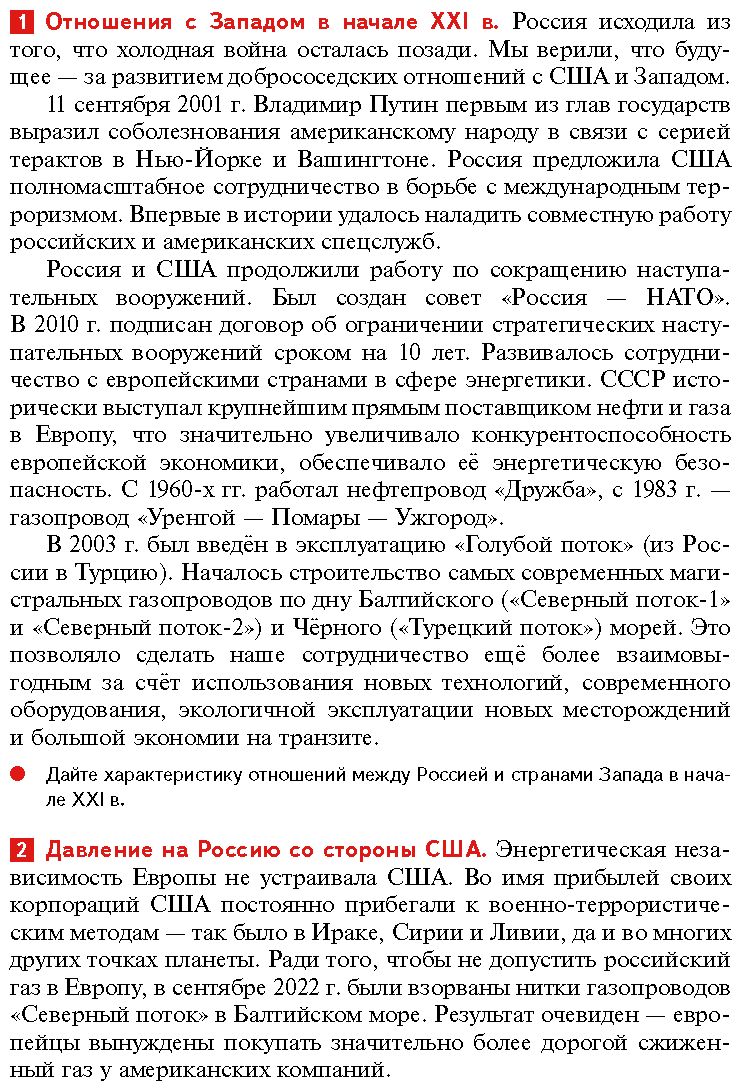 1 Отношения с Западом в начале XXI в. Россия исходила из
того, что холодная война осталась позади. Мы верили, что буду-
щее — за развитием добрососедских отношений с США и Западом.
11 сентября 2001 г. Владимир Путин первым из глав государств
выразил соболезнования американскому народу в связи с серией
терактов в Нью-Йорке и Вашингтоне. Россия предложила США
полномасштабное сотрудничество в борьбе с международным тер-
роризмом. Впервые в истории удалось наладить совместную работу
российских и американских спецслужб.
Россия и США продолжили работу по сокращению наступа-
тельных вооружений. Был создан совет «Россия — НАТО».
В 2010 г. подписан договор об ограничении стратегических насту-
пательных вооружений сроком на 10 лет. Развивалось сотрудни-
чество с европейскими странами в сфере энергетики. СССР исто-
рически выступал крупнейшим прямым поставщиком нефти и газа
в Европу, что значительно увеличивало конкурентоспособность
европейской экономики, обеспечивало её энергетическую безо-
пасность. С 1960-х гг. работал нефтепровод «Дружба», с 1983 г. —
газопровод «Уренгой — Помары — Ужгород».
В 2003 г. был введён в эксплуатацию «Голубой поток» (из Рос-
сии в Турцию). Началось строительство самых современных маги-
стральных газопроводов по дну Балтийского («Северный поток-1»
и «Северный поток-2») и Чёрного («Турецкий поток») морей. Это
позволяло сделать наше сотрудничество ещё более взаимовы-
годным за счёт использования новых технологий, современного
оборудования, экологичной эксплуатации новых месторождений
и большой экономии на транзите.
● Дайте характеристику отношений между Россией и странами Запада в нача-
ле XXI в.
2 Давление на Россию со стороны США. Энергетическая неза-
висимость Европы не устраивала США. Во имя прибылей своих
корпораций США постоянно прибегали к военно-террористиче-
ским методам — так было в Ираке, Сирии и Ливии, да и во многих
других точках планеты. Ради того, чтобы не допустить российский
газ в Европу, в сентябре 2022 г. были взорваны нитки газопроводов
«Северный поток» в Балтийском море. Результат очевиден — евро-
пейцы вынуждены покупать значительно более дорогой сжижен-
ный газ у американских компаний.